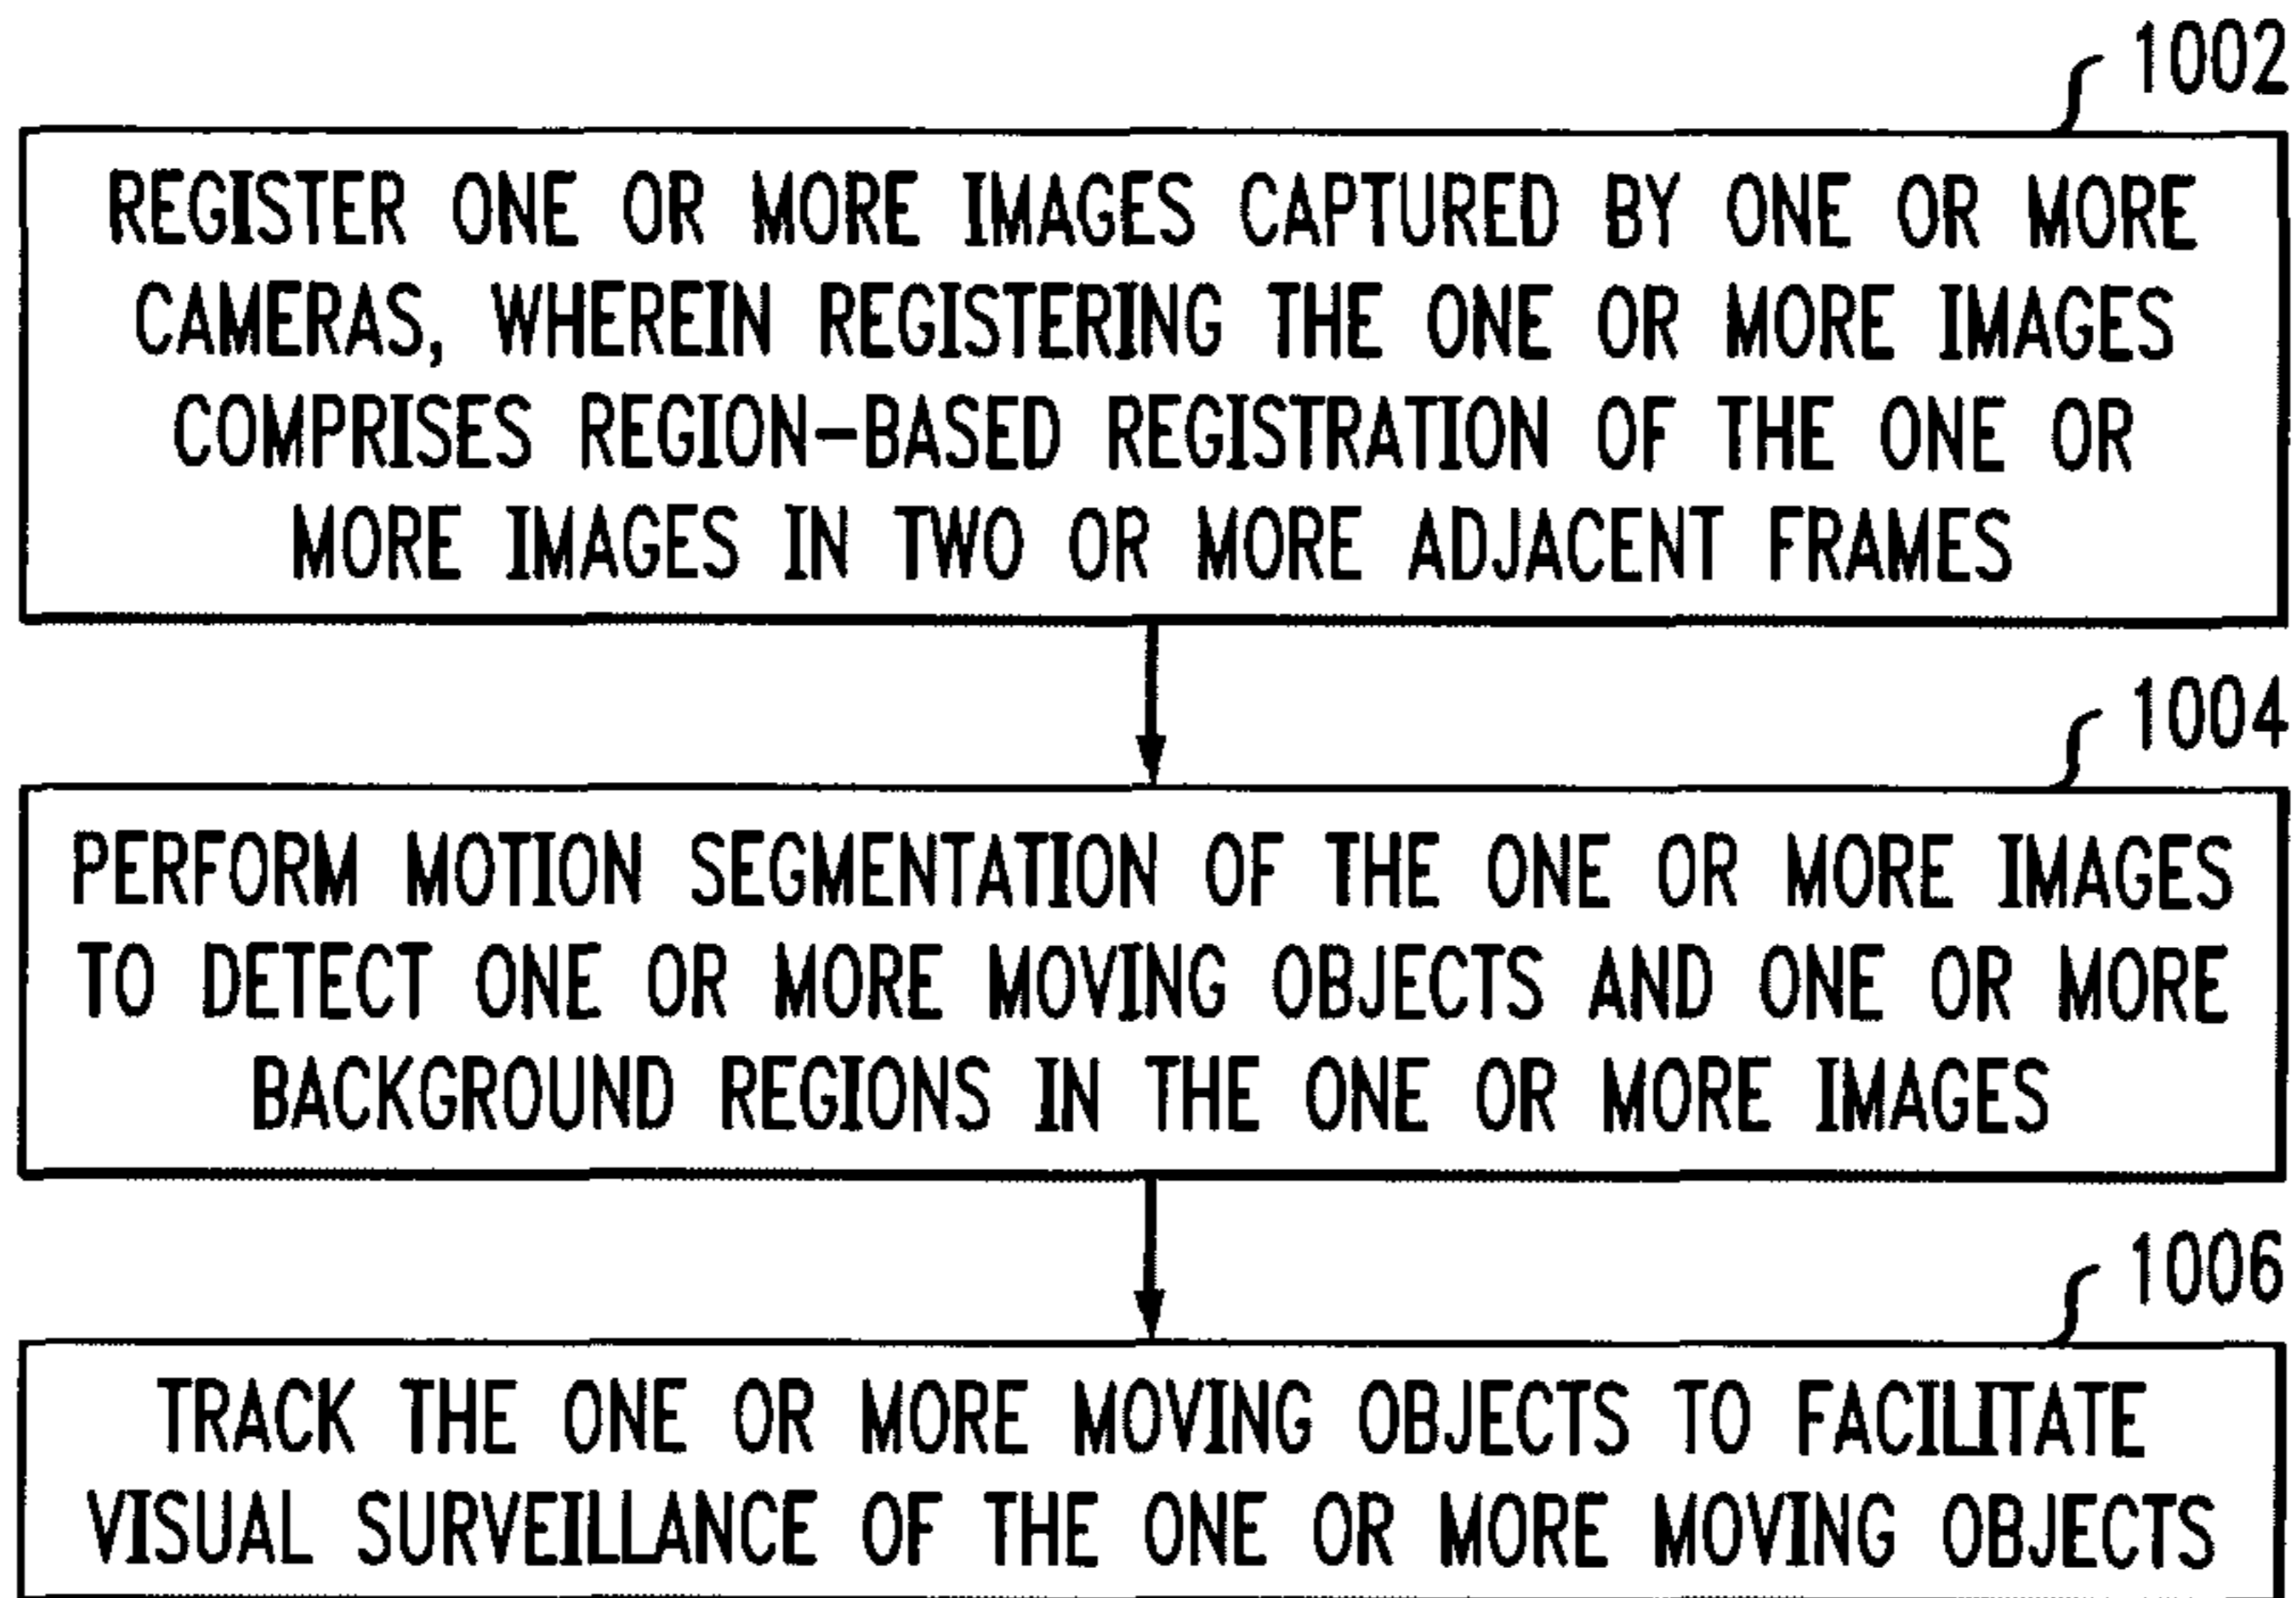 1002
REGISTER ONE OR MORE IMAGES CAPTURED BY ONE OR MORE
CAMERAS, WHEREIN REGISTERING THE ONE OR MORE IMAGES
COMPRISES REGION-BASED REGISTRATION OF THE ONE OR
MORE IMAGES IN TWO OR MORE ADJACENT FRAMES
1004
PERFORM MOTION SEGMENTATION OF THE ONE OR MORE IMAGES
TO DETECT ONE OR MORE MOVING OBJECTS AND ONE OR MORE
BACKGROUND REGIONS IN THE ONE OR MORE IMAGES
1006
TRACK THE ONE OR MORE MOVING OBJECTS TO FACILITATE
VISUAL SURVEILLANCE OF THE ONE OR MORE MOVING OBJECTS